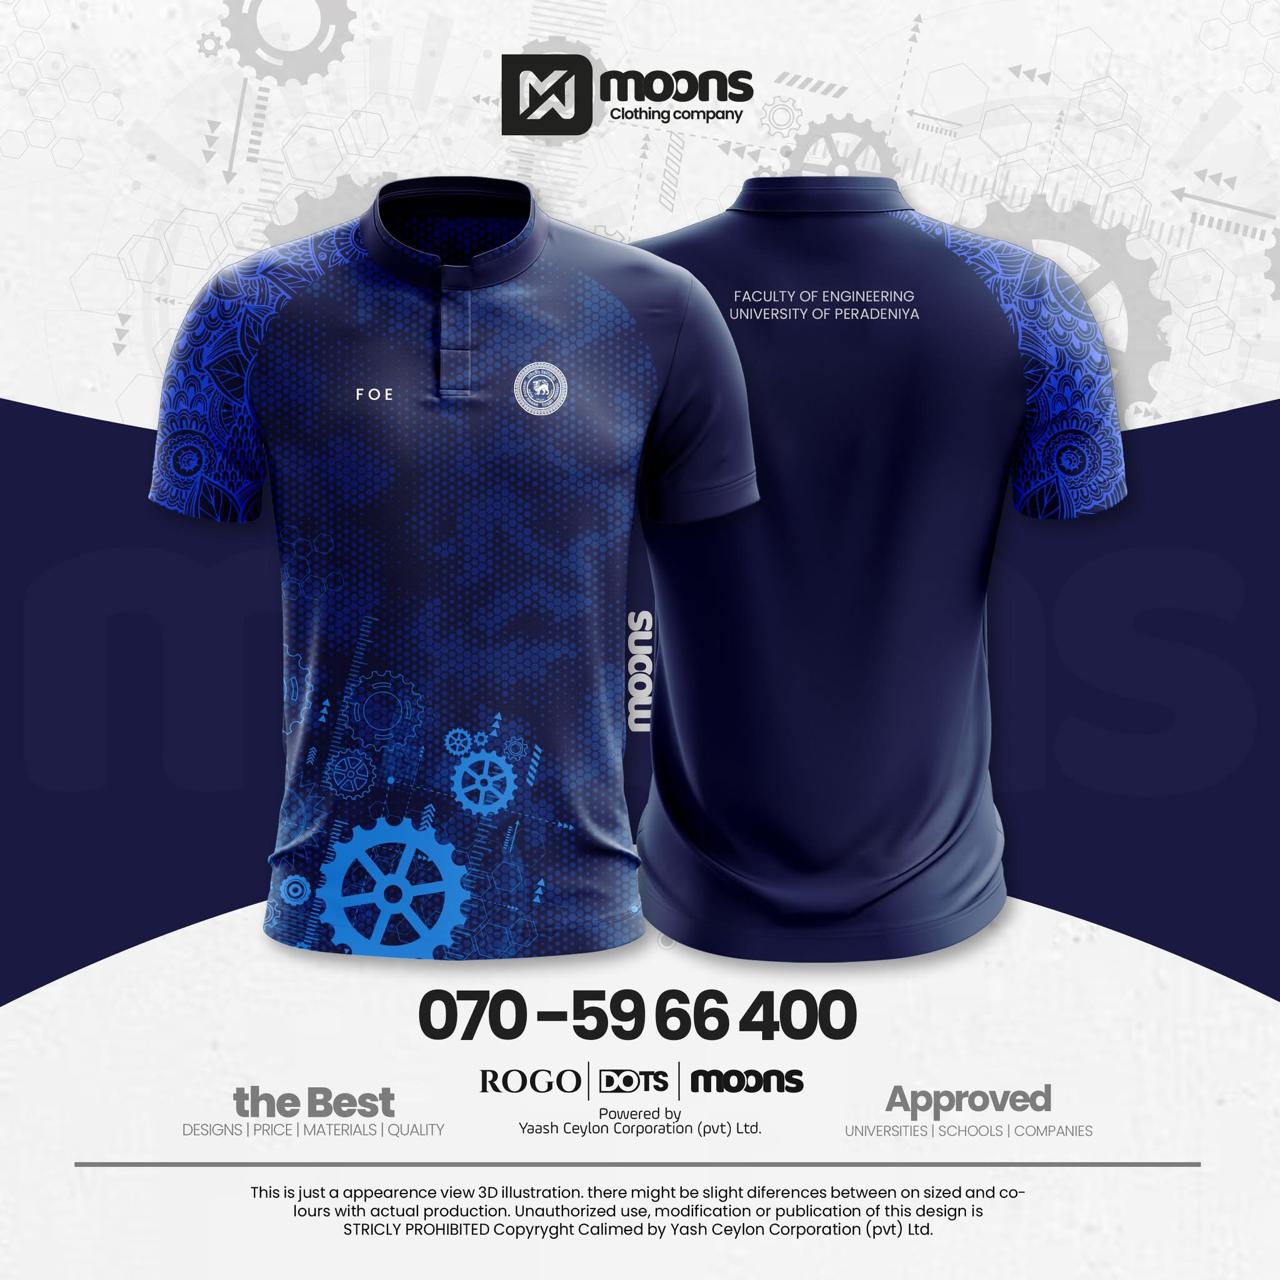 moons
Clothing company
FACULTY OF ENGINEERING
UNIVERSITY OF PERADENIYA
FOE
moons
070-59 66 400
ROGO | DOTS | moons
the Best
DESIGNS | PRICE | MATERIALS | QUALITY
Powered by
Yaash Ceylon Corporation (pvt) Ltd.
Approved
UNIVERSITIES | SCHOOLS | COMPANIES
This is just a appearence view 3D illustration. there might be slight diferences between on sized and co-
lours with actual production. Unauthorized use, modification or publication of this design is
STRICLY PROHIBITED Copyryght Calimed by Yash Ceylon Corporation (pvt) Ltd.